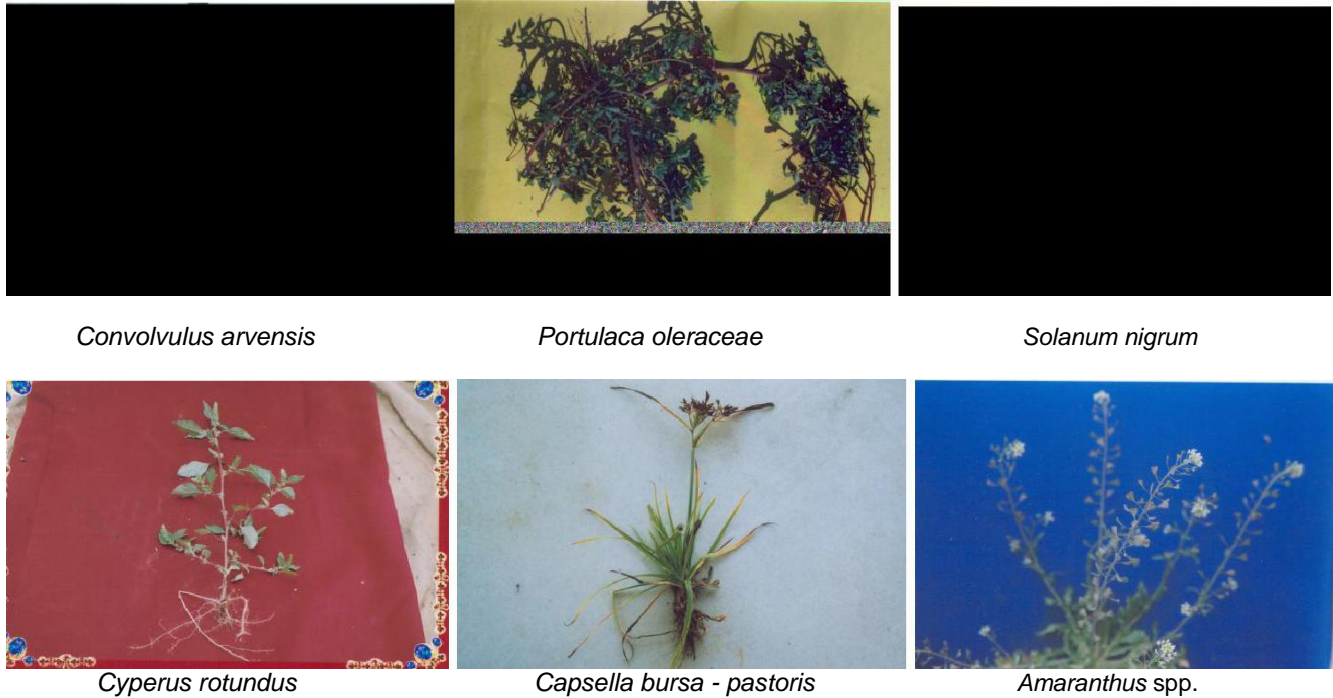 Convolvulus arvensis
Portulaca oleraceae
Solanum nigrum
Cyperus rotundus
Capsella bursa - pastoris
Amaranthus spp.